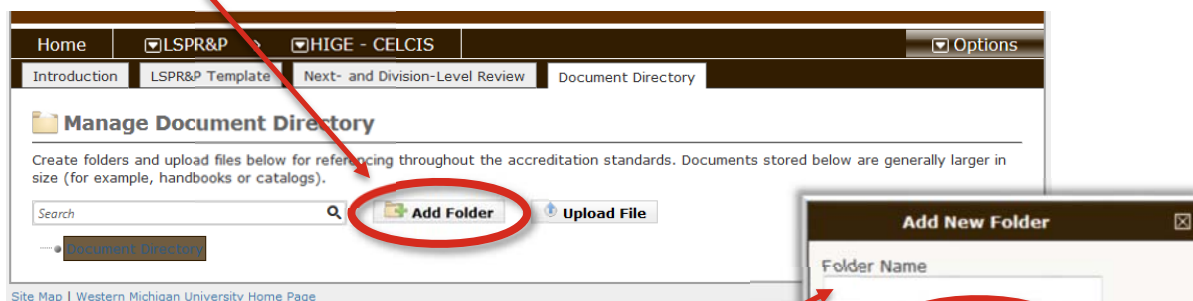 Home LSPR&P HIGE - CELCIS Options
Introduction LSPR&P Template Next- and Division-Level Review Document Directory
Manage Document Directory
Create folders and upload files below for referencing throughout the accreditation standards. Documents stored below are generally larger in
size (for example, handbooks or catalogs).
Search Add Folder Upload File
Document Directory
Add New Folder
Folder Name
Site Map | Western Michigan University Home Page